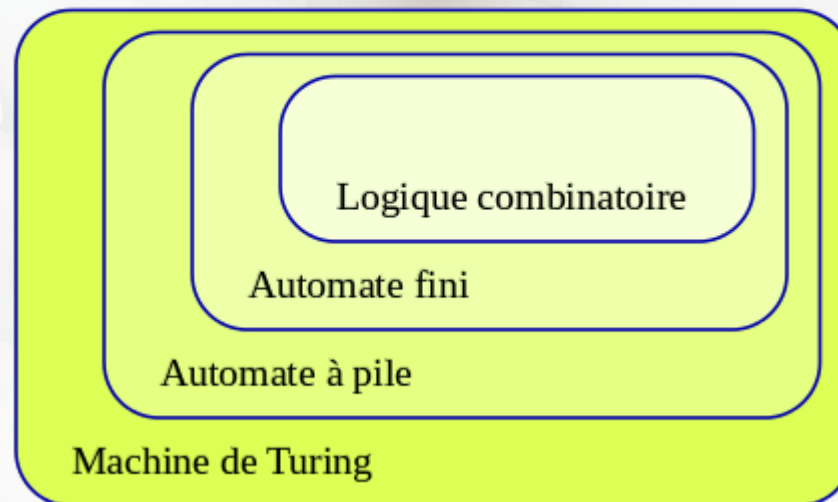 Logique combinatoire
Automate fini
Automate à pile
Machine de Turing